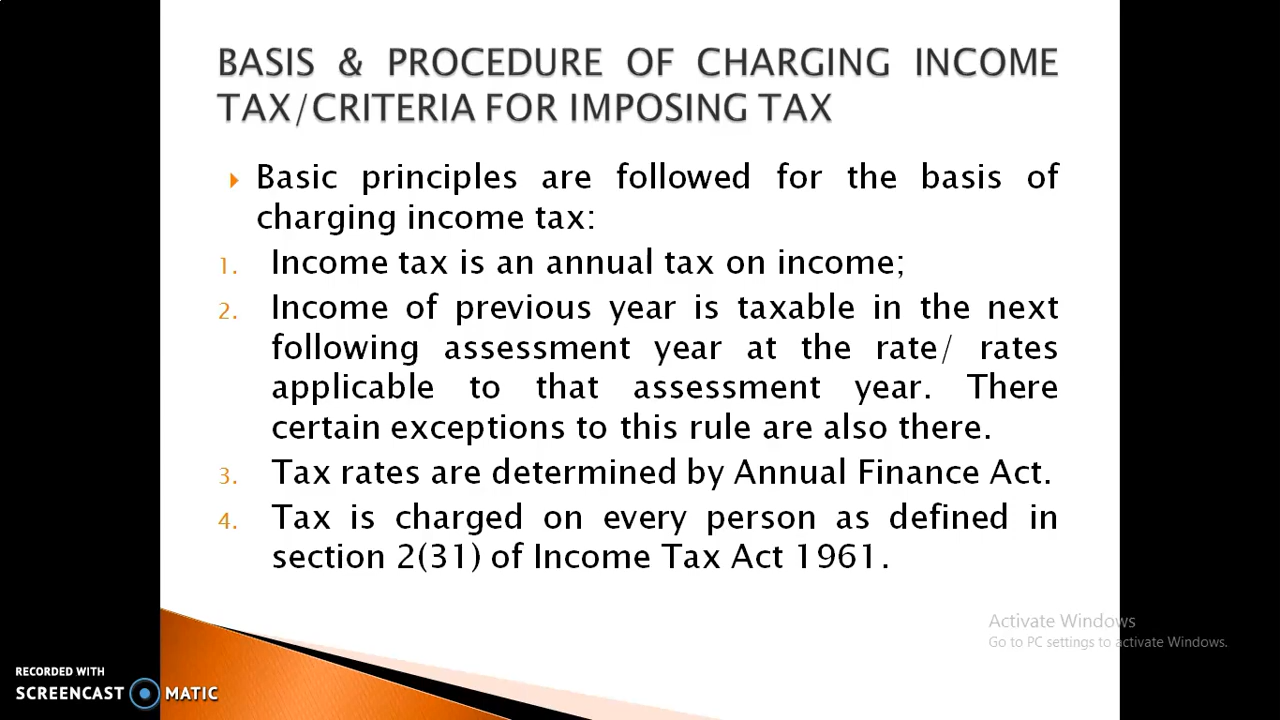 BASIS & PROCEDURE OF CHARGING INCOME
TAX/CRITERIA FOR IMPOSING TAX
Basic principles are followed for the basis of
charging income tax:
1. Income tax is an annual tax on income;
2. Income of previous year is taxable in the next
following assessment year at the rate/ rates
applicable to that assessment year. There
certain exceptions to this rule are also there.
3. Tax rates are determined by Annual Finance Act.
4. Tax is charged on every person as defined in
section 2(31) of Income Tax Act 1961.
Activate Windows
Go to PC settings to activate Windows.
RECORDED WITH
SCREENCAST MATIC